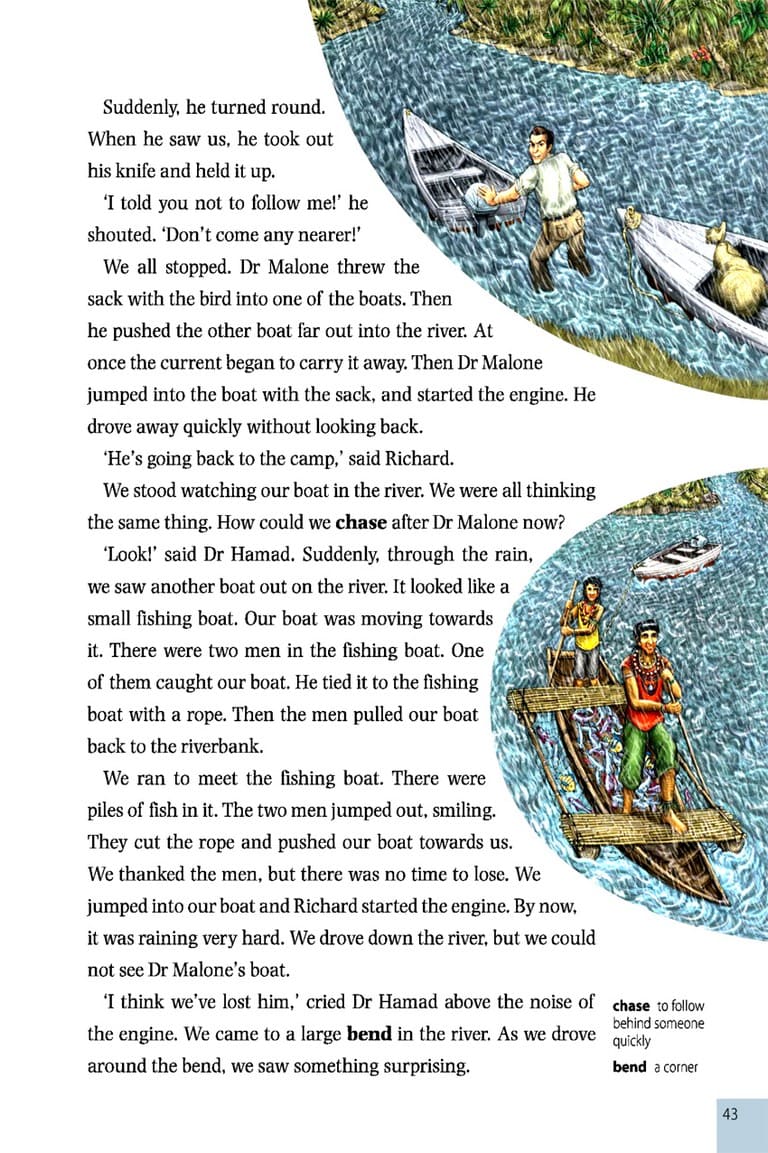 Suddenly, he turned round.
When he saw us, he took out
his knife and held it up.
‘I told you not to follow me!’ he
shouted. ‘Don’t come any nearer!’
We all stopped. Dr Malone threw the
sack with the bird into one of the boats. Then
he pushed the other boat far out into the river. At
once the current began to carry it away. Then Dr Malone
jumped into the boat with the sack, and started the engine. He
drove away quickly without looking back.
‘He’s going back to the camp,’ said Richard.
We stood watching our boat in the river. We were all thinking
the same thing. How could we chase after Dr Malone now?
‘Look!’ said Dr Hamad. Suddenly, through the rain,
we saw another boat out on the river. It looked like a
small fishing boat. Our boat was moving towards
it. There were two men in the fishing boat. One
of them caught our boat. He tied it to the fishing
boat with a rope. Then the men pulled our boat
back to the riverbank.
We ran to meet the fishing boat. There were
piles of fish in it. The two men jumped out, smiling.
They cut the rope and pushed our boat towards us.
We thanked the men, but there was no time to lose. We
jumped into our boat and Richard started the engine. By now,
it was raining very hard. We drove down the river, but we could
not see Dr Malone’s boat.
‘I think we’ve lost him,’ cried Dr Hamad above the noise of
the engine. We came to a large bend in the river. As we drove
around the bend, we saw something surprising.
chase to follow
behind someone
quickly
bend a corner
43